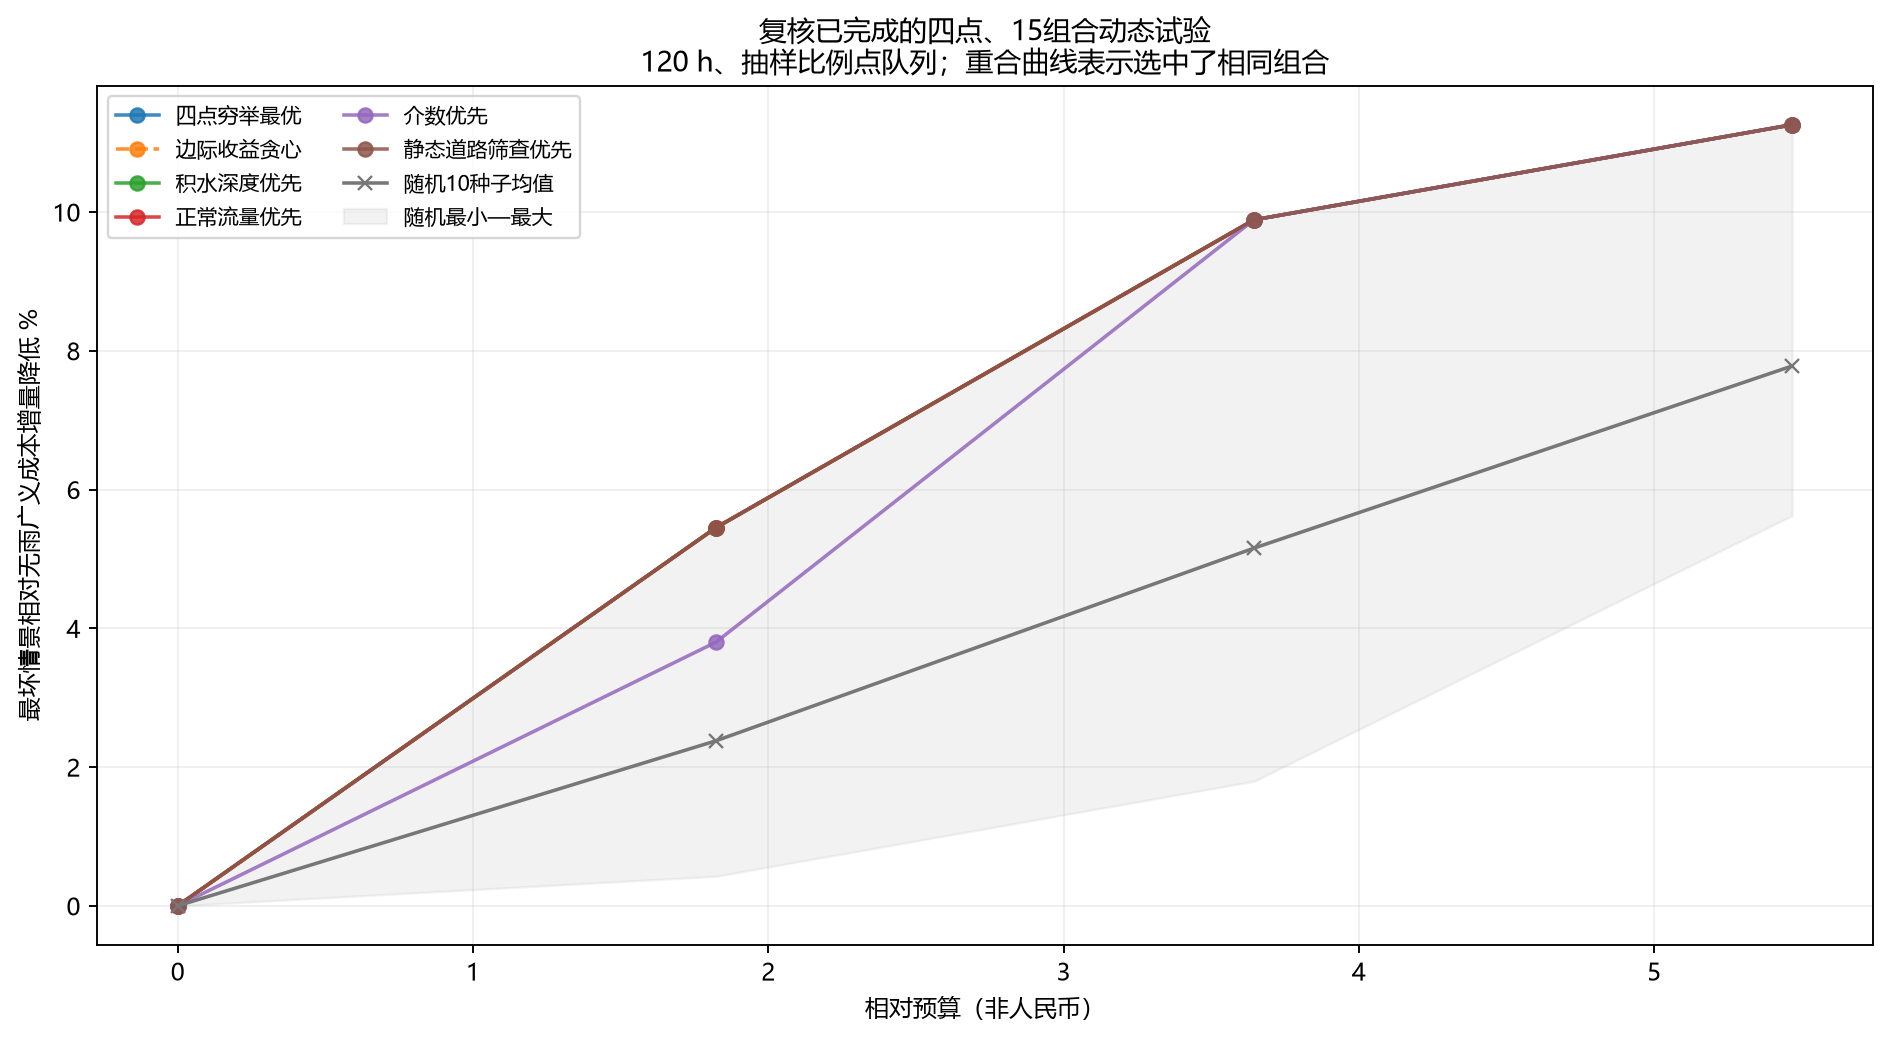 复核已完成的四点、15组合动态试验
120 h、抽样比例点队列；重合曲线表示选中了相同组合
四点穷举最优
边际收益贪心
积水深度优先
正常流量优先
介数优先
静态道路筛查优先
随机10种子均值
随机最小—最大
最坏情景相对无雨广义成本增量降低 %
10
8
6
4
2
0
0
1
2
3
4
5
相对预算（非人民币）